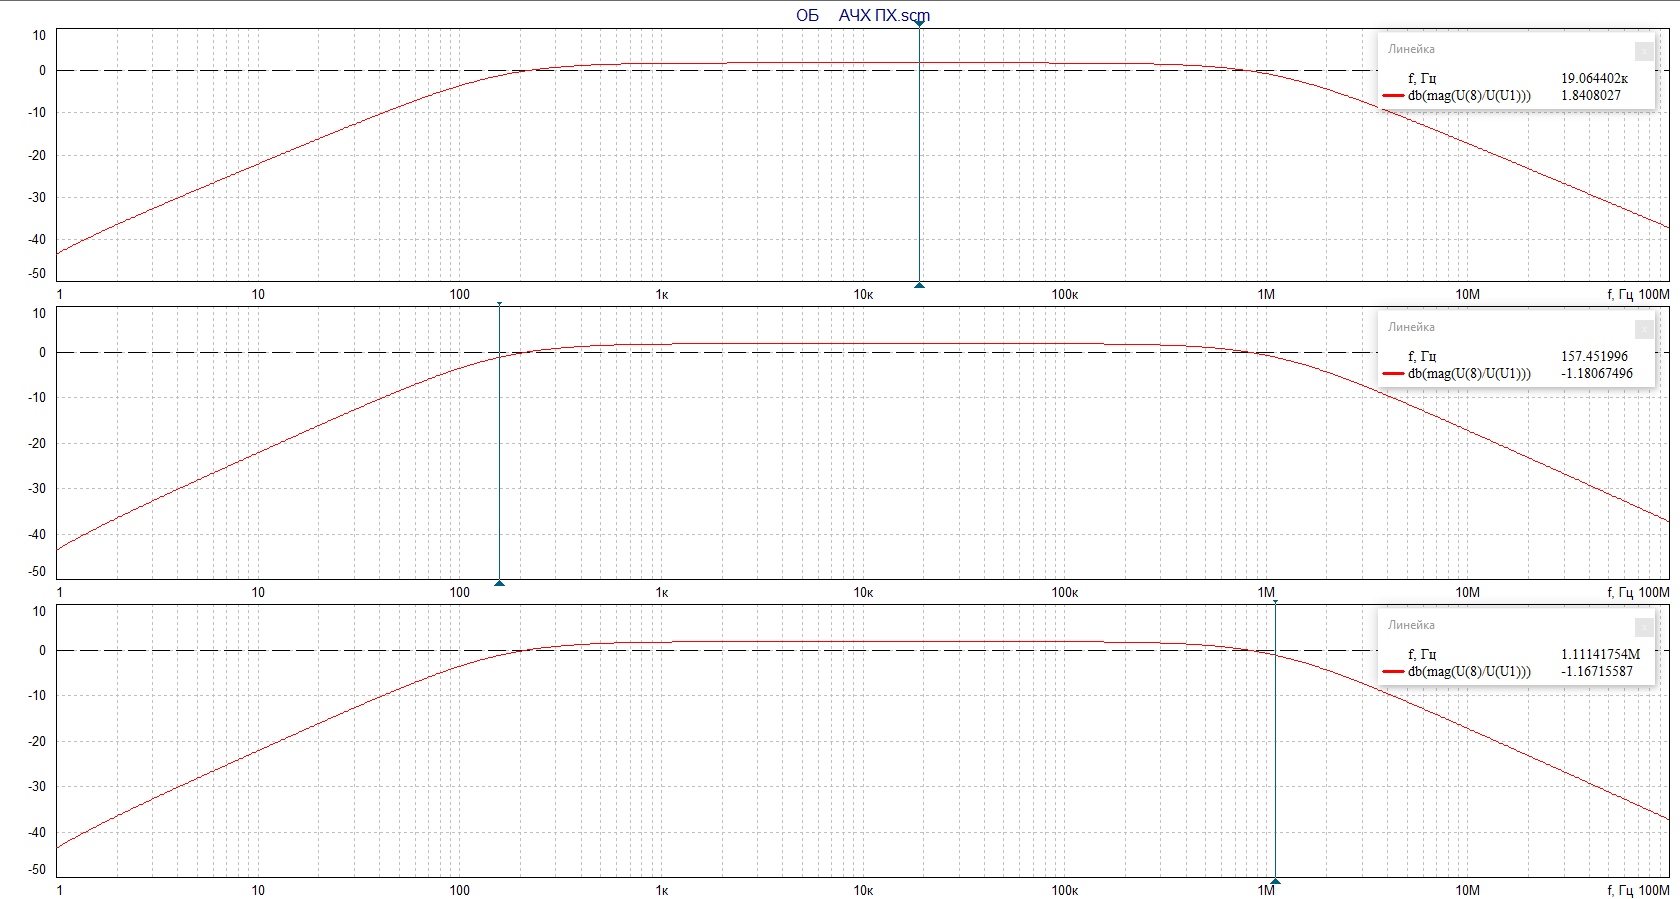 ОБ АЧХ ПХ.scm
10
0
-10
-20
-30
-40
-50
Линейка
f, Гц 19.064402к
db(mag(U(8)/U(U1))) 1.8408027
1 10 100 1к 10к 100к 1М 10М f, Гц 100М
10
0
-10
-20
-30
-40
-50
Линейка
f, Гц 157.451996
db(mag(U(8)/U(U1))) -1.18067496
1 10 100 1к 10к 100к 1М 10М f, Гц 100М
10
0
-10
-20
-30
-40
-50
Линейка
f, Гц 1.11141754М
db(mag(U(8)/U(U1))) -1.16715587
1 10 100 1к 10к 100к 1М 10М f, Гц 100М